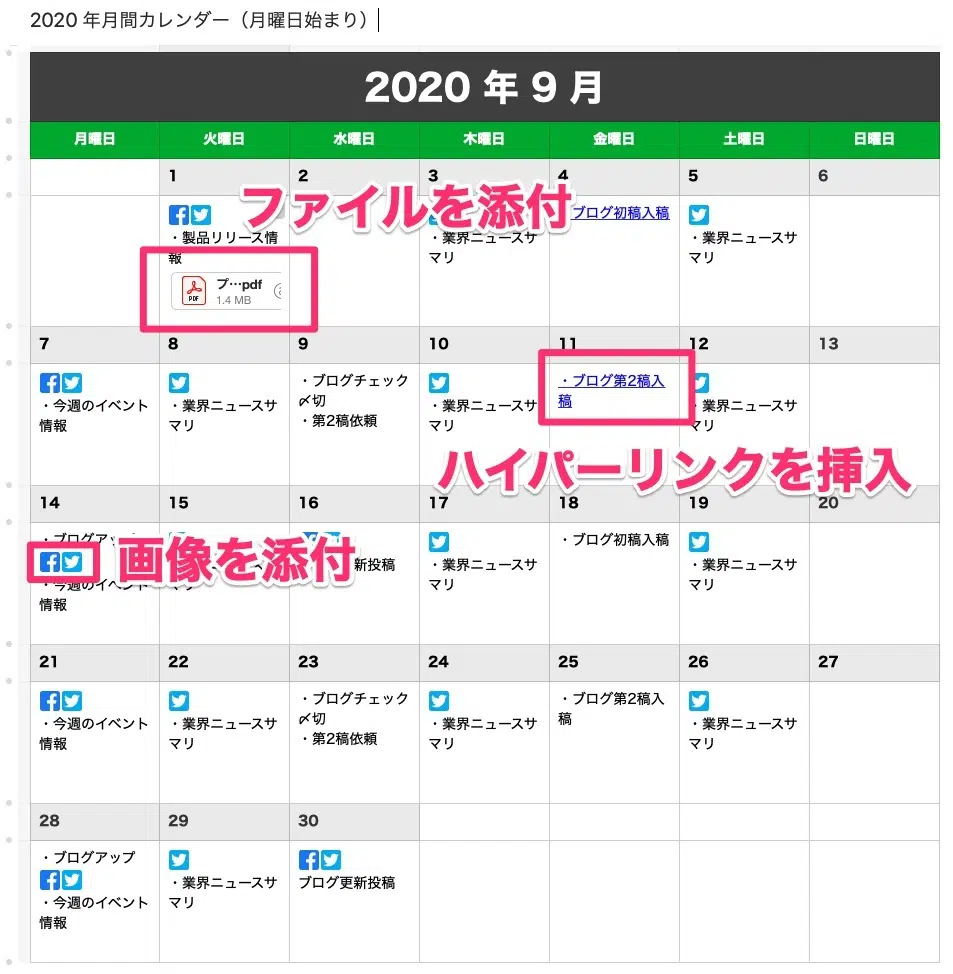 2020 年月間カレンダー（月曜日始まり）
2020 年 9 月
月曜日 火曜日 水曜日 木曜日 金曜日 土曜日 日曜日
1 2 3 4 5 6
ファイルを添付
・製品リリース情
報
プ…pdf
PDF
1.4 MB
・業界ニュースサ
マリ
ブログ初稿入稿
・業界ニュースサ
マリ
7 8 9 10 11 12 13
・今週のイベント
情報
・業界ニュースサ
マリ
・ブログチェック
〆切
・第2稿依頼
・業界ニュースサ
マリ
・ブログ第2稿入
稿
業界ニュースサ
マリ
ハイパーリンクを挿入
14 15 16 17 18 19 20
・ブログアッ
・今週のイベント
情報
画像を添付
マリ
新投稿
・業界ニュースサ
マリ
・ブログ初稿入稿
・業界ニュースサ
マリ
21 22 23 24 25 26 27
・今週のイベント
情報
・業界ニュースサ
マリ
・ブログチェック
〆切
・第2稿依頼
・業界ニュースサ
マリ
・ブログ第2稿入
稿
・業界ニュースサ
マリ
28 29 30
・ブログアップ
・今週のイベント
情報
・業界ニュースサ
マリ
ブログ更新投稿